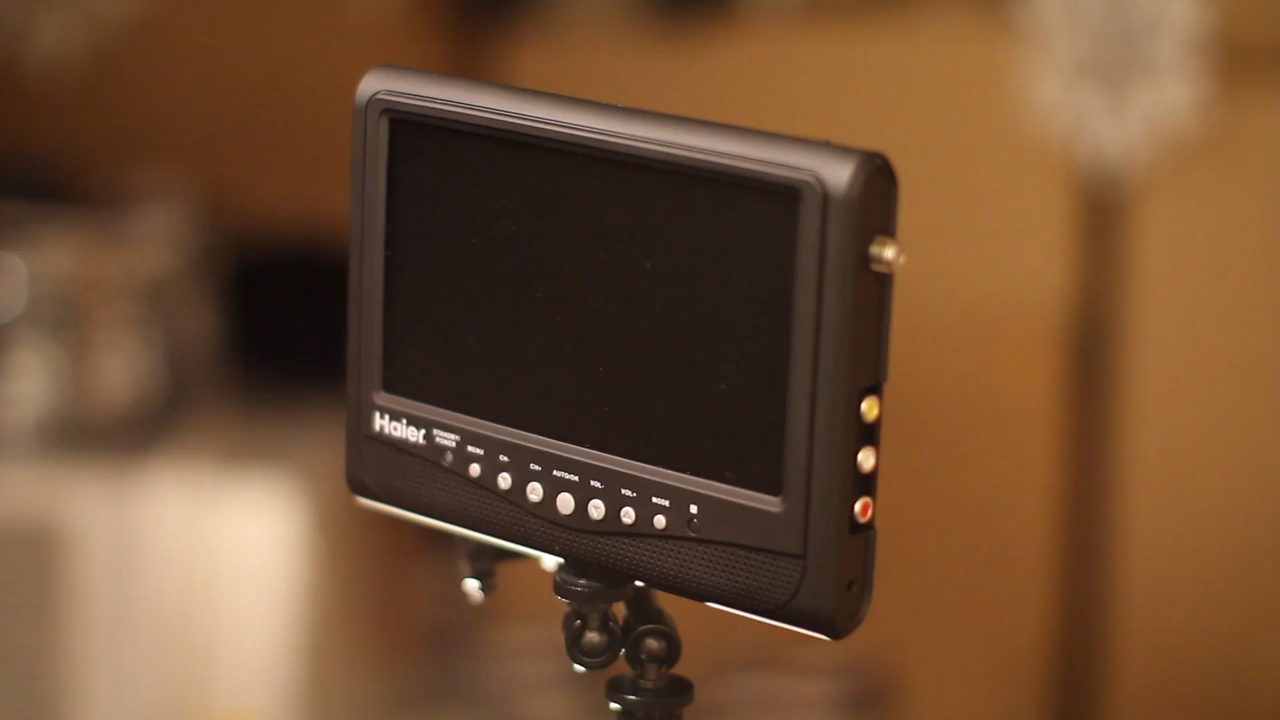 Haier
STANDBY/
POWER
MENU
CH-
CH+
AUTO/OK
VOL-
VOL+
MODE